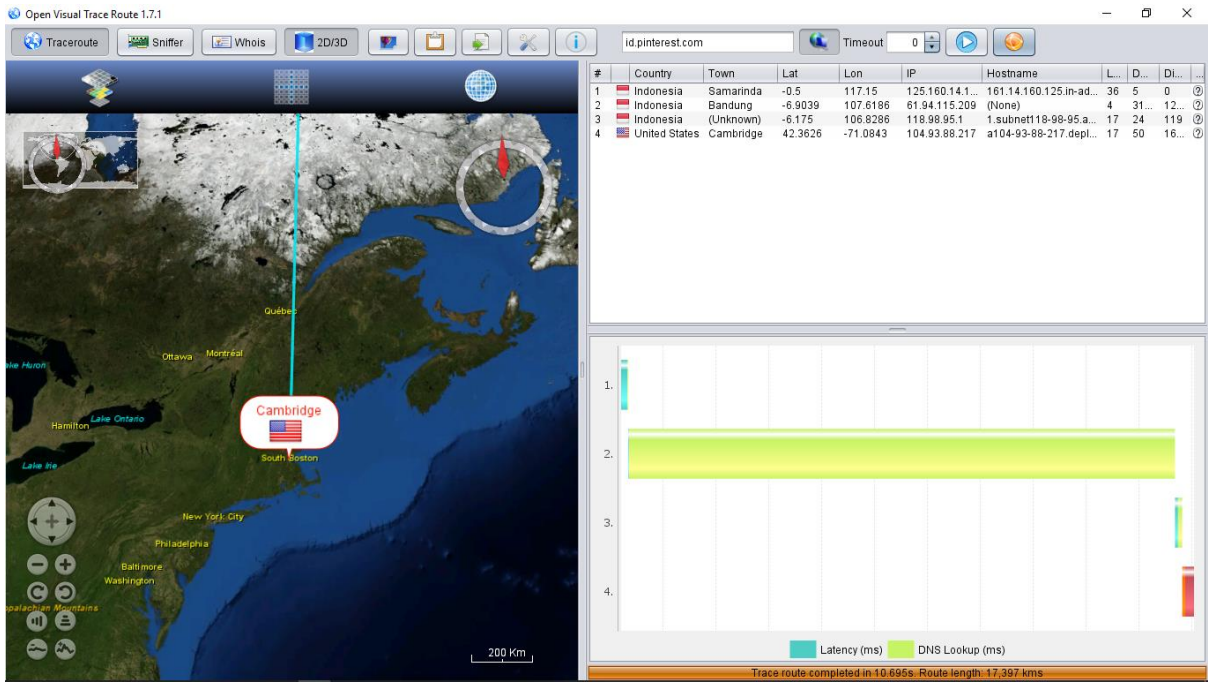 Open Visual Trace Route 1.7.1
Traceroute Sniffer Whois 2D/3D id.pinterest.com Timeout 0
# Country Town Lat Lon IP Hostname L... D... Di... ...
1 Indonesia Samarinda -0.5 117.15 125.160.14.1... 161.14.160.125.in-ad... 36 5 0
2 Indonesia Bandung -6.9039 107.6186 61.94.115.209 (None) 4 31... 12...
3 Indonesia (Unknown) -6.175 106.8286 118.98.95.1 1.subnet118-98-95.a... 17 24 119
4 United States Cambridge 42.3626 -71.0843 104.93.88.217 a104-93-88-217.depl... 17 50 16...
Québec
Ottawa Montréal
Lake Huron
Cambridge
Lake Ontario
Hamilton
South Boston
Lake Erie
New York City
Philadelphia
Baltimore
Washington
Appalachian Mountains
200 Km
1.
2.
3.
4.
Latency (ms) DNS Lookup (ms)
Trace route completed in 10.695s. Route length: 17,397 kms